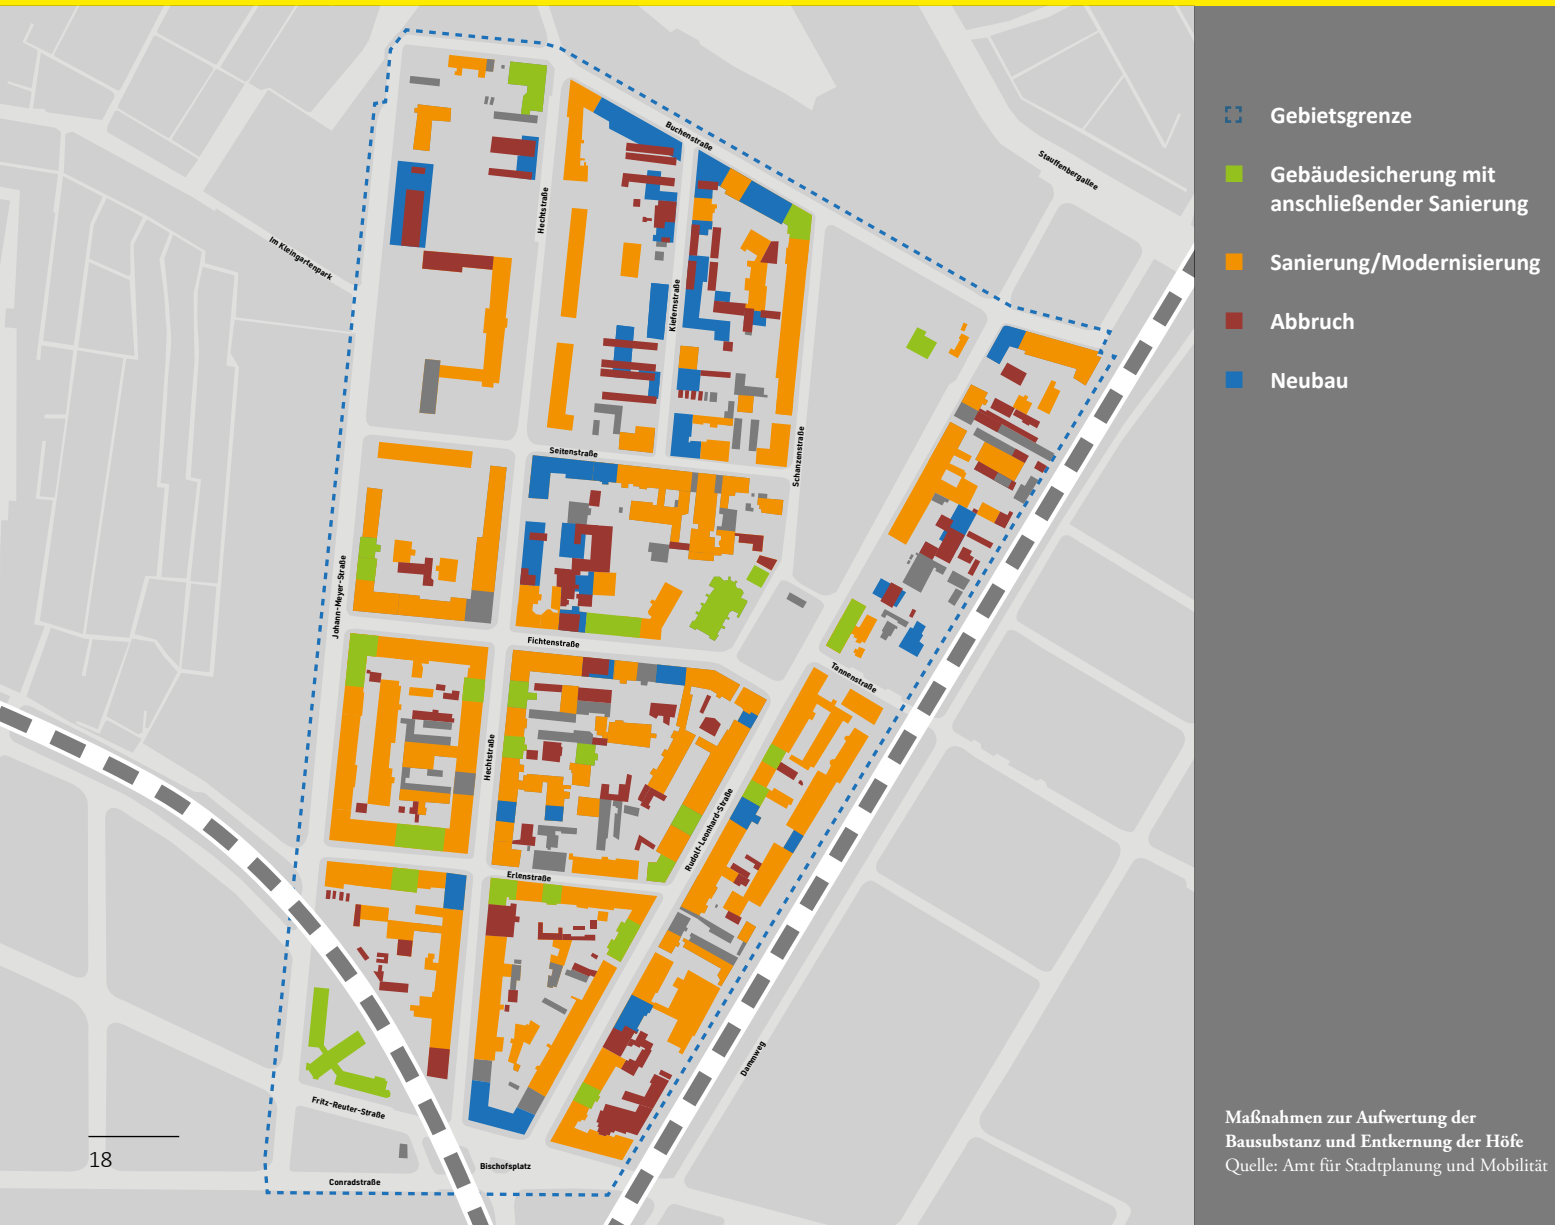 Buchenstraße
Stauffenbergallee
Hechtstraße
Im Kleingartenpark
Kiefernstraße
Schanzenstraße
Seitenstraße
Johann-Meyer-Straße
Fichtenstraße
Tannenstraße
Hechtstraße
Rudolf-Leonhard-Straße
Erlenstraße
Dammweg
Fritz-Reuter-Straße
Bischofsplatz
Conradstraße
18
Gebietsgrenze
Gebäudesicherung mit
anschließender Sanierung
Sanierung/Modernisierung
Abbruch
Neubau
Maßnahmen zur Aufwertung der
Bausubstanz und Entkernung der Höfe
Quelle: Amt für Stadtplanung und Mobilität